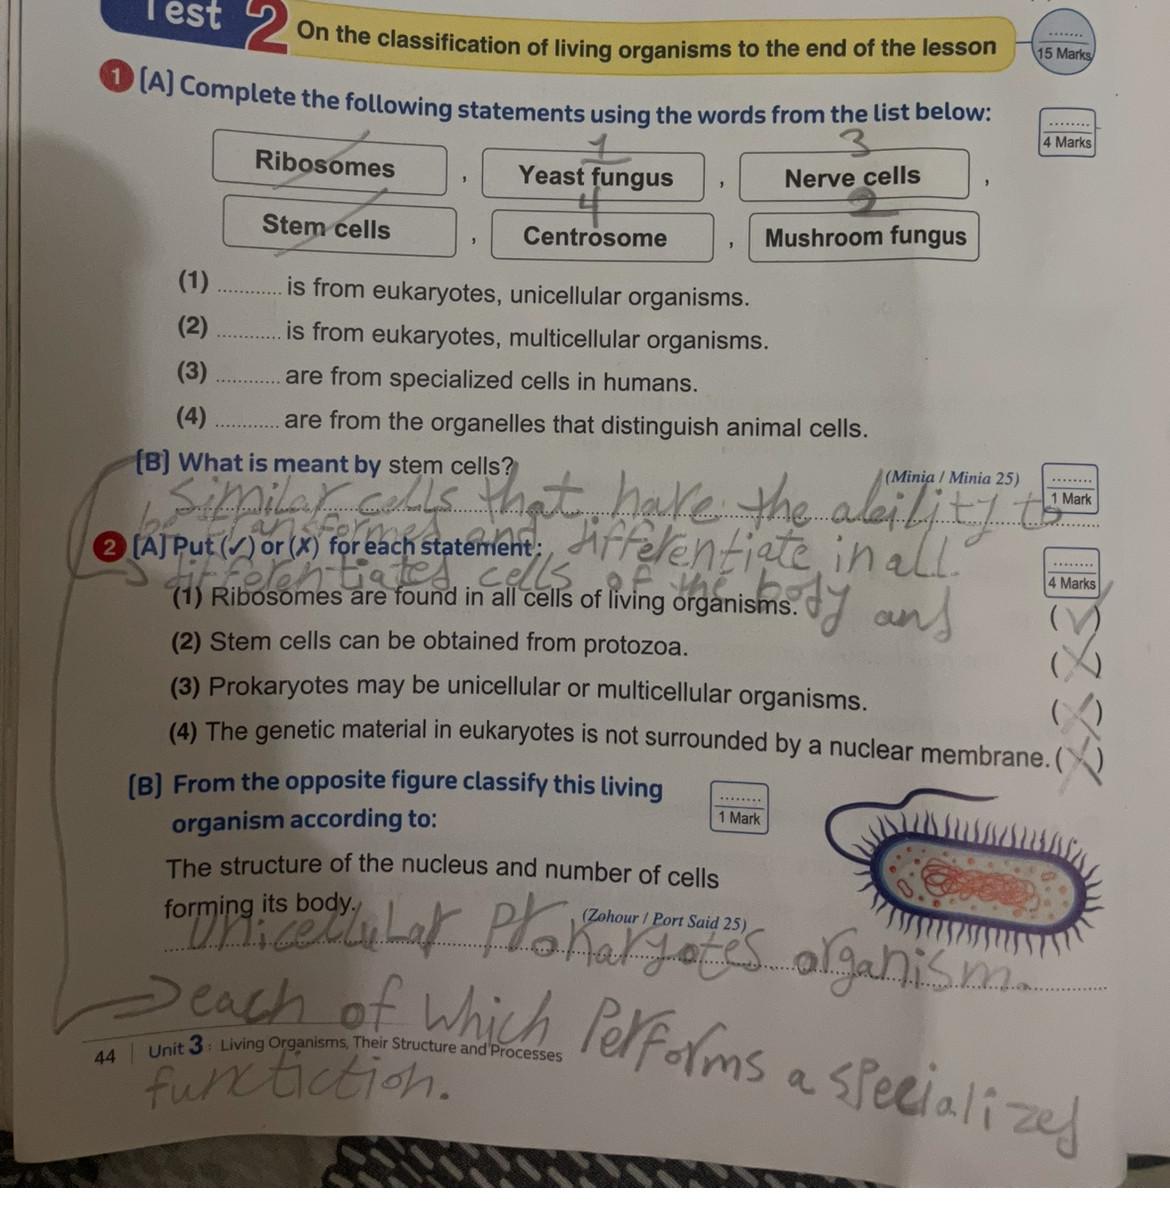 Test 2 On the classification of living organisms to the end of the lesson
........
15 Marks
1 [A] Complete the following statements using the words from the list below:
........
4 Marks
1 3
Ribosomes , Yeast fungus , Nerve cells ,
4 2
Stem cells , Centrosome , Mushroom fungus
(1) ........... is from eukaryotes, unicellular organisms.
(2) ........... is from eukaryotes, multicellular organisms.
(3) ........... are from specialized cells in humans.
(4) ........... are from the organelles that distinguish animal cells.
[B] What is meant by stem cells? (Minia / Minia 25)
........
1 Mark
Similar cells that have the ability to
be transformed and differentiate in all
2 [A] Put (✓) or (✗) for each statement:
........
4 Marks
differentiated cells of the body and
(1) Ribosomes are found in all cells of living organisms. (✓)
(2) Stem cells can be obtained from protozoa. (X)
(3) Prokaryotes may be unicellular or multicellular organisms. (X)
(4) The genetic material in eukaryotes is not surrounded by a nuclear membrane. (X)
[B] From the opposite figure classify this living
organism according to:
........
1 Mark
The structure of the nucleus and number of cells
forming its body. (Zohour / Port Said 25)
Unicellular Prokaryotes organism.
each of which Performs a specialized
functiction.
44 | Unit 3 : Living Organisms, Their Structure and Processes